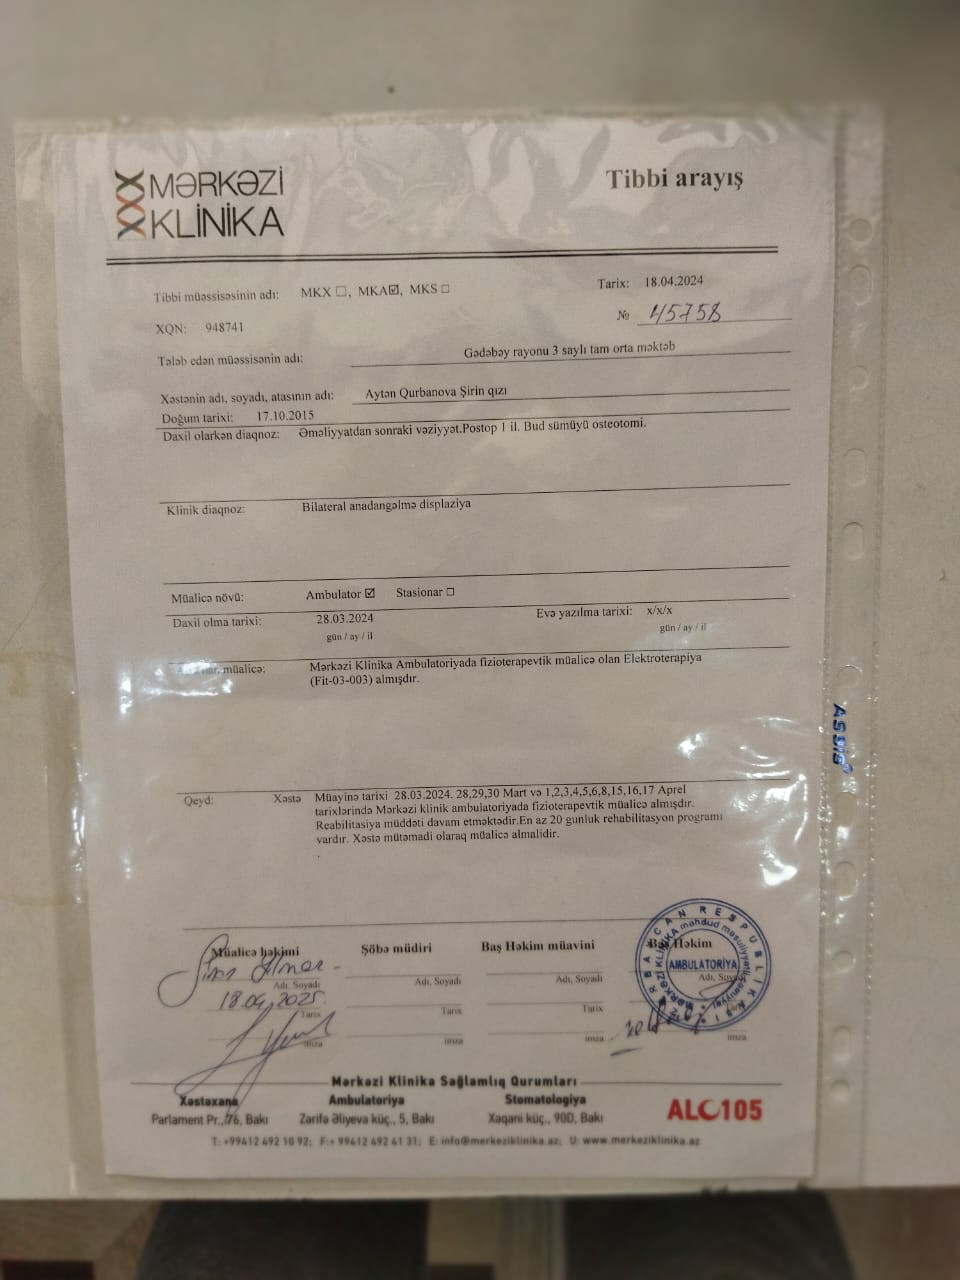 MƏRKƏZİ
KLİNİKA
Tibbi arayış
Tibbi müəssisəsinin adı: MKX ☐, MKA☑, MKS ☐
Tarix: 18.04.2024
№ 45758
XQN: 948741
Tələb edən müəssisənin adı: Gədəbəy rayonu 3 saylı tam orta məktəb
Xəstənin adı, soyadı, atasının adı: Aytən Qurbanova Şirin qızı
Doğum tarixi: 17.10.2015
Daxil olarkən diaqnoz: Əməliyyatdan sonraki vəziyyət.Postop 1 il. Bud sümüyü osteotomi.
Klinik diaqnoz: Bilateral anadangəlmə displaziya
Müalicə növü: Ambulator ☑ Stasionar ☐
Daxil olma tarixi: 28.03.2024 Evə yazılma tarixi: x/x/x
gün / ay / il gün / ay / il
müalicə: Mərkəzi Klinika Ambulatoriyada fizioterapevtik müalicə olan Elektroterapiya
(Fit-03-003) almışdır.
Qeyd: Xəstə Müayinə tarixi 28.03.2024. 28,29,30 Mart və 1,2,3,4,5,6,8,15,16,17 Aprel
tarixlərində Mərkəzi klinik ambulatoriyada fizioterapevtik müalicə almışdır.
Reabilitasiya müddəti davam etməktədir.En az 20 gunluk rehabilitasyon programı
vardır. Xəstə mütəmadi olaraq müalicə almalidir.
Müalicə həkimi Şöbə müdiri Baş Həkim müavini Baş Həkim
Adı, Soyadı Adı, Soyadı Adı, Soyadı Adı, Soyadı
18.04.2025
Tarix Tarix Tarix
imza imza imza imza
AMBULATORİYA
MƏRKƏZİ KLİNİKA məhdud məsuliyyətli cəmiyyəti
Mərkəzi Klinika Sağlamlıq Qurumları
Xəstəxana Ambulatoriya Stomatologiya
Parlament Pr., 76, Bakı Zərifə Əliyeva küç., 5, Bakı Xaqani küç., 90D, Bakı
ALO105
T: +99412 492 10 92; F:+ 99412 492 41 31; E: info@merkeziklinika.az; U: www.merkeziklinika.az